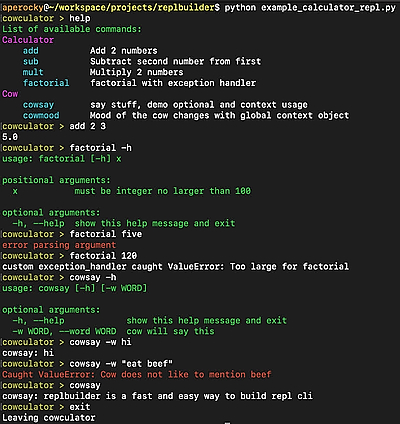 aperocky@~/workspace/projects/replbuilder$ python example_calculator_repl.py
cowculator > help
List of available commands:
Calculator
add Add 2 numbers
sub Subtract second number from first
mult Multiply 2 numbers
factorial factorial with exception handler
Cow
cowsay say stuff, demo optional and context usage
cowmood Mood of the cow changes with global context object
cowculator > add 2 3
5.0
cowculator > factorial -h
usage: factorial [-h] x
positional arguments:
x must be integer no larger than 100
optional arguments:
-h, --help show this help message and exit
cowculator > factorial five
error parsing argument
cowculator > factorial 120
custom exception_handler caught ValueError: Too large for factorial
cowculator > cowsay -h
usage: cowsay [-h] [-w WORD]
optional arguments:
-h, --help show this help message and exit
-w WORD, --word WORD cow will say this
cowculator > cowsay -w hi
cowsay: hi
cowculator > cowsay -w "eat beef"
Caught ValueError: Cow does not like to mention beef
cowculator > cowsay
cowsay: replbuilder is a fast and easy way to build repl cli
cowculator > exit
Leaving cowculator